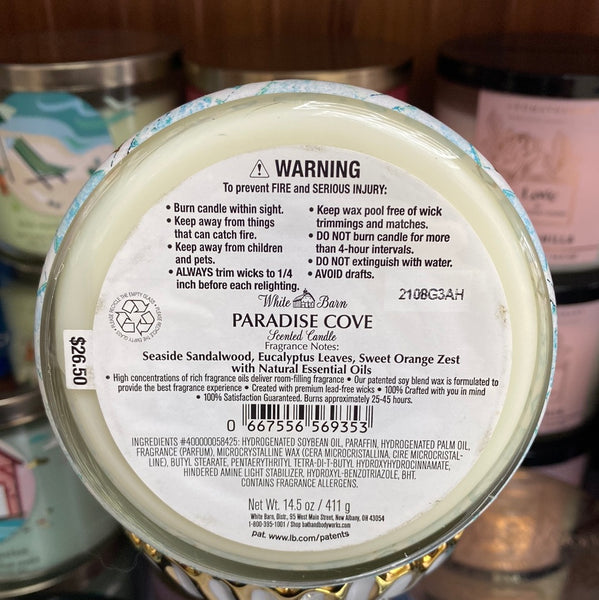 WARNING
To prevent FIRE and SERIOUS INJURY:
• Burn candle within sight.
• Keep away from things
that can catch fire.
• Keep away from children
and pets.
• ALWAYS trim wicks to 1/4
inch before each relighting.
• Keep wax pool free of wick
trimmings and matches.
• DO NOT burn candle for more
than 4-hour intervals.
• DO NOT extinguish with water.
• AVOID drafts.
210BG3AH
White Barn
PARADISE COVE
Scented Candle
Fragrance Notes:
Seaside Sandalwood, Eucalyptus Leaves, Sweet Orange Zest
with Natural Essential Oils
• High concentrations of rich fragrance oils deliver room-filling fragrance • Our patented soy blend wax is formulated to
provide the best fragrance experience • Created with premium lead-free wicks • 100% Crafted with you in mind
• 100% Satisfaction Guaranteed. Burns approximately 25-45 hours.
0 667556 569353
INGREDIENTS #400000058425: HYDROGENATED SOYBEAN OIL, PARAFFIN, HYDROGENATED PALM OIL,
FRAGRANCE (PARFUM), MICROCRYSTALLINE WAX (CERA MICROCRISTALLINA, CIRE MICROCRISTAL-
LINE), BUTYL STEARATE, PENTAERYTHRITYL TETRA-DI-T-BUTYL HYDROXYHYDROCINNAMATE,
HINDERED AMINE LIGHT STABILIZER, HYDROXYL-BENZOTRIAZOLE, BHT.
CONTAINS FRAGRANCE ALLERGENS.
Net Wt. 14.5 oz / 411 g
White Barn, Distr., 95 West Main Street, New Albany, OH 43054
1-800-395-1001 / Shop bathandbodyworks.com
pat. www.lb.com/patents
PLEASE RECYCLE THE EMPTY GLASS •
$26.50